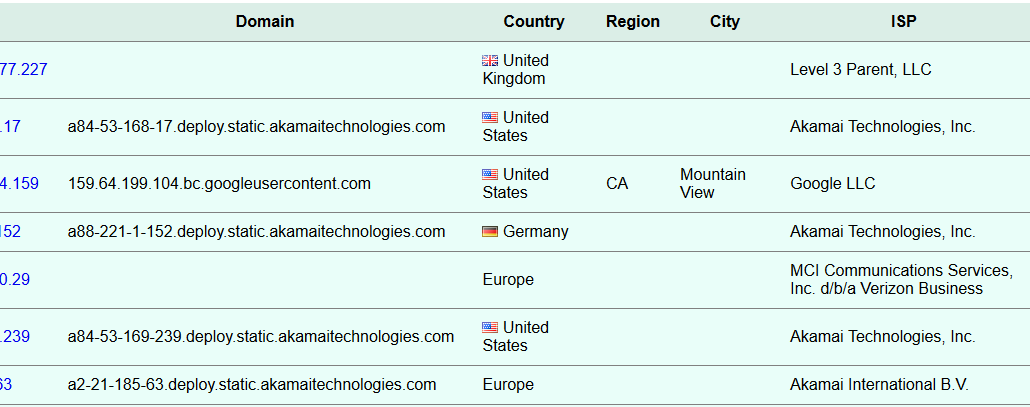 Domain Country Region City ISP
77.227 United Kingdom Level 3 Parent, LLC
.17 a84-53-168-17.deploy.static.akamaitechnologies.com United States Akamai Technologies, Inc.
4.159 159.64.199.104.bc.googleusercontent.com United States CA Mountain View Google LLC
152 a88-221-1-152.deploy.static.akamaitechnologies.com Germany Akamai Technologies, Inc.
0.29 Europe MCI Communications Services, Inc. d/b/a Verizon Business
.239 a84-53-169-239.deploy.static.akamaitechnologies.com United States Akamai Technologies, Inc.
63 a2-21-185-63.deploy.static.akamaitechnologies.com Europe Akamai International B.V.